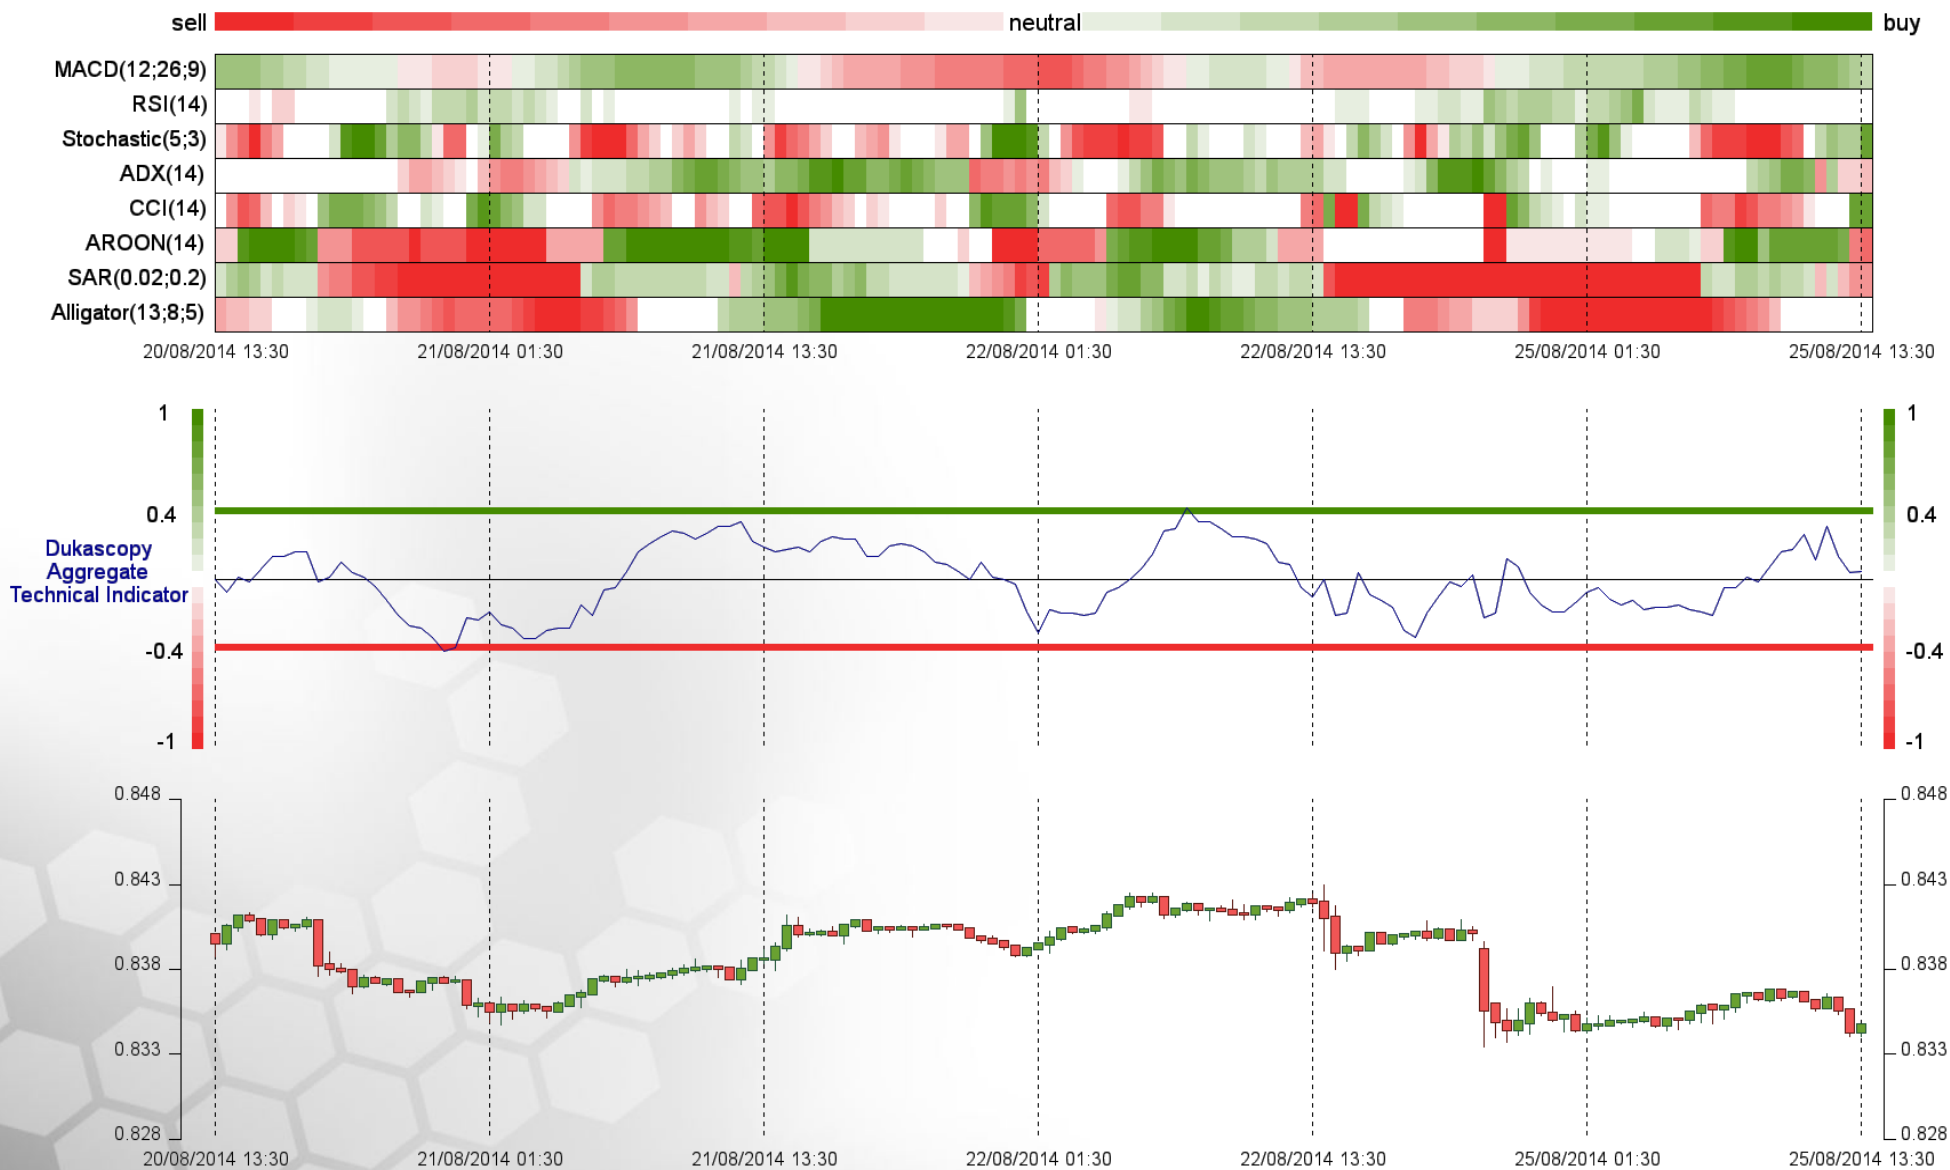 sell neutral buy
MACD(12;26;9)
RSI(14)
Stochastic(5;3)
ADX(14)
CCI(14)
AROON(14)
SAR(0.02;0.2)
Alligator(13;8;5)
20/08/2014 13:30 21/08/2014 01:30 21/08/2014 13:30 22/08/2014 01:30 22/08/2014 13:30 25/08/2014 01:30 25/08/2014 13:30
1 1
0.4 0.4
Dukascopy
Aggregate
Technical Indicator
-0.4 -0.4
-1 -1
0.848 0.848
0.843 0.843
0.838 0.838
0.833 0.833
0.828 0.828
20/08/2014 13:30 21/08/2014 01:30 21/08/2014 13:30 22/08/2014 01:30 22/08/2014 13:30 25/08/2014 01:30 25/08/2014 13:30